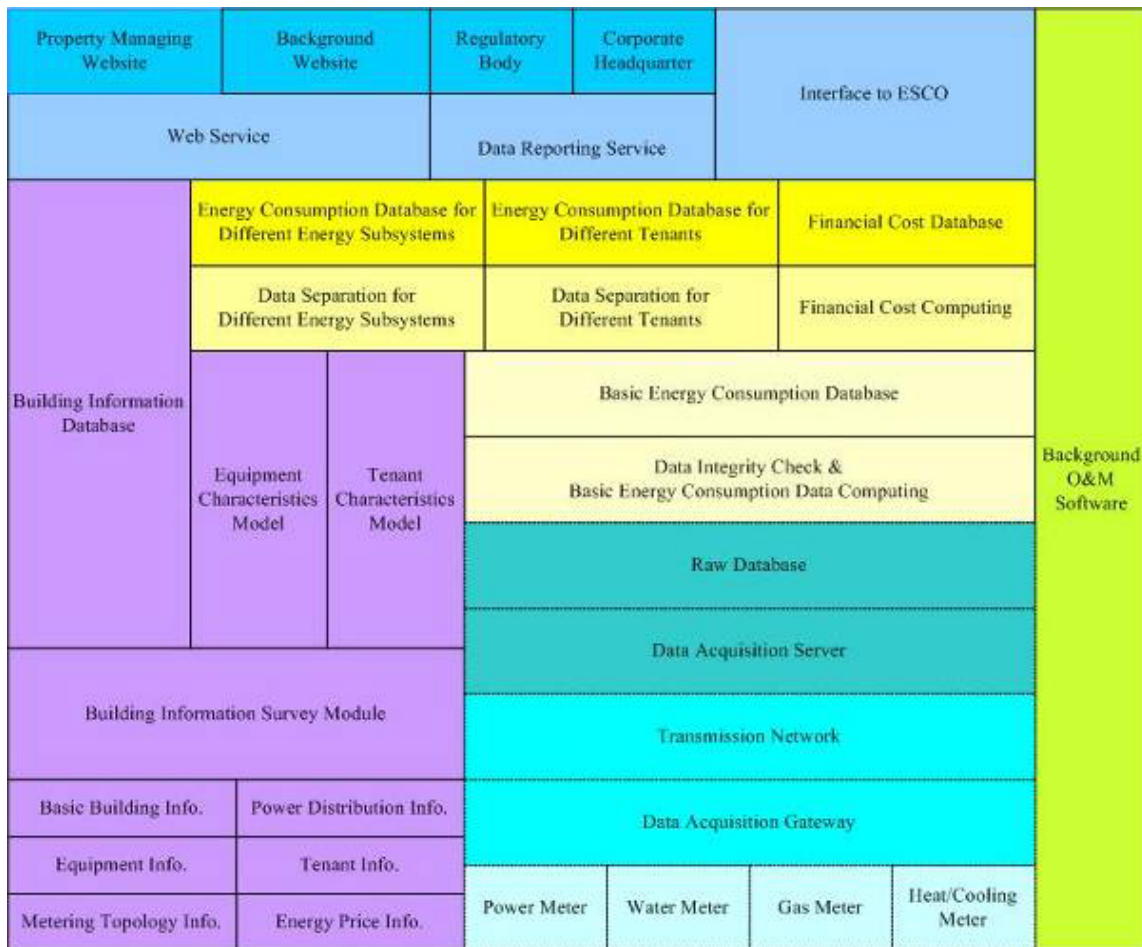 Property Managing
Website
Background
Website
Regulatory
Body
Corporate
Headquarter
Interface to ESCO
Web Service
Data Reporting Service
Energy Consumption Database for
Different Energy Subsystems
Energy Consumption Database for
Different Tenants
Financial Cost Database
Data Separation for
Different Energy Subsystems
Data Separation for
Different Tenants
Financial Cost Computing
Building Information
Database
Equipment
Characteristics
Model
Tenant
Characteristics
Model
Basic Energy Consumption Database
Data Integrity Check &
Basic Energy Consumption Data Computing
Background
O&M
Software
Raw Database
Data Acquisition Server
Building Information Survey Module
Transmission Network
Basic Building Info.
Power Distribution Info.
Data Acquisition Gateway
Equipment Info.
Tenant Info.
Metering Topology Info.
Energy Price Info.
Power Meter
Water Meter
Gas Meter
Heat/Cooling
Meter